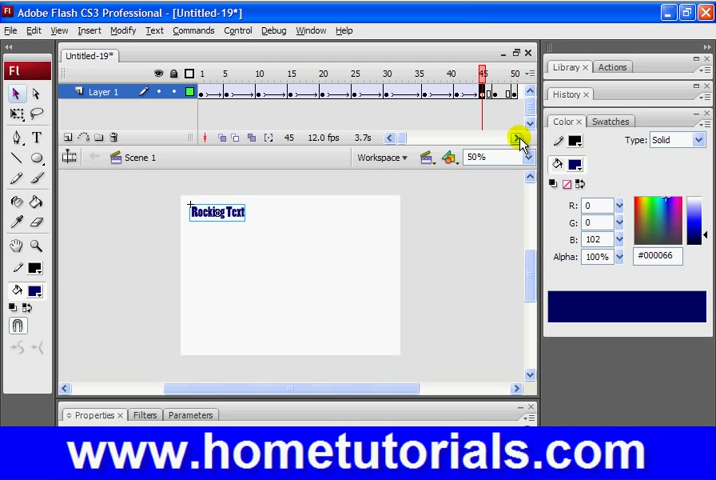 Adobe Flash CS3 Professional - [Untitled-19*]
File Edit View Insert Modify Text Commands Control Debug Window Help
Untitled-19*
1 5 10 15 20 25 30 35 40 45 50
Layer 1
45 12.0 fps 3.7s
Scene 1 Workspace 50%
Rocking Text
Properties Filters Parameters
Fl
Library Actions
History
Color Swatches
Type: Solid
R: 0
G: 0
B: 102
Alpha: 100% #000066
www.hometutorials.com